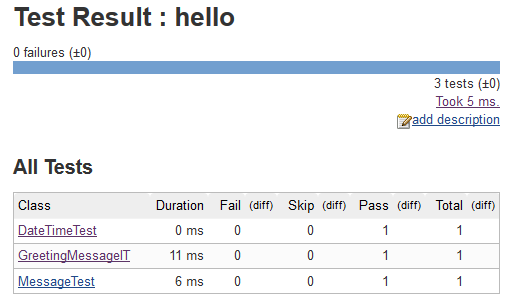 Test Result : hello
0 failures (±0)
3 tests (±0)
Took 5 ms.
add description
All Tests
Class Duration Fail (diff) Skip (diff) Pass (diff) Total (diff)
DateTimeTest 0 ms 0 0 1 1
GreetingMessageIT 11 ms 0 0 1 1
MessageTest 6 ms 0 0 1 1